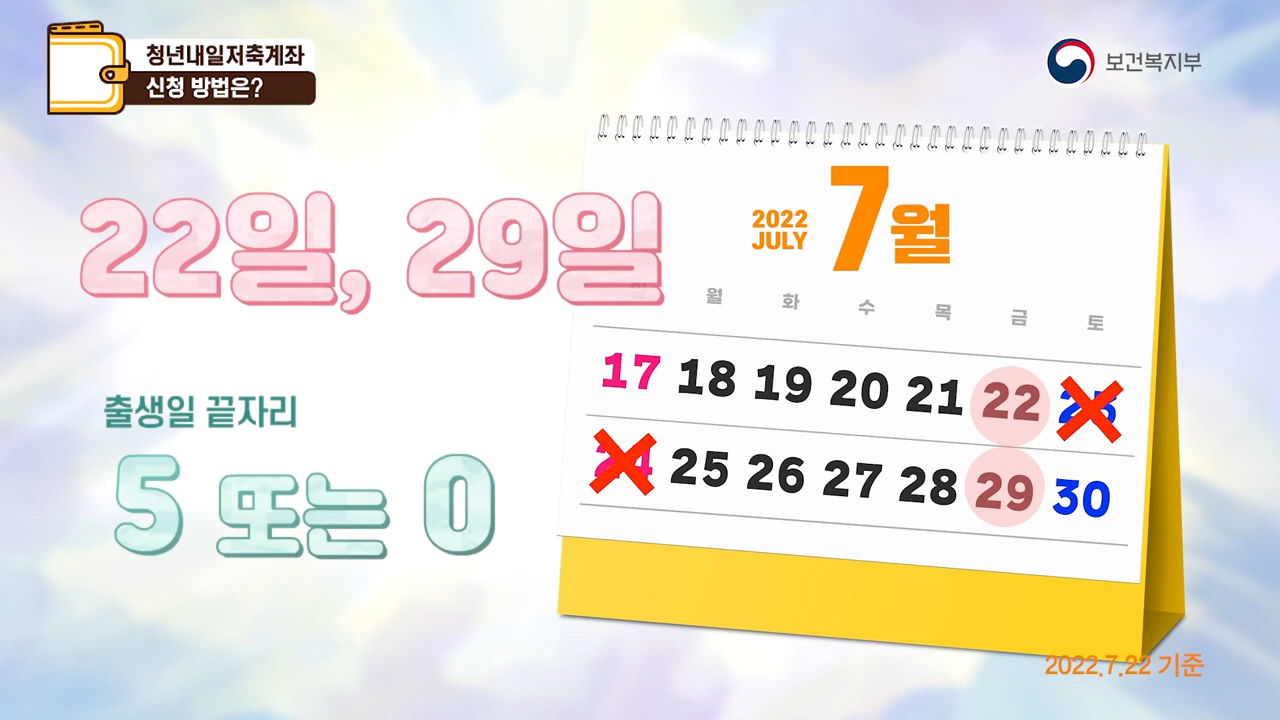 청년내일저축계좌
신청 방법은?
보건복지부
22일, 29일
출생일 끝자리
5 또는 0
2022
JULY
7월
월 화 수 목 금 토
17 18 19 20 21 22 23
24 25 26 27 28 29 30
2022.7.22 기준